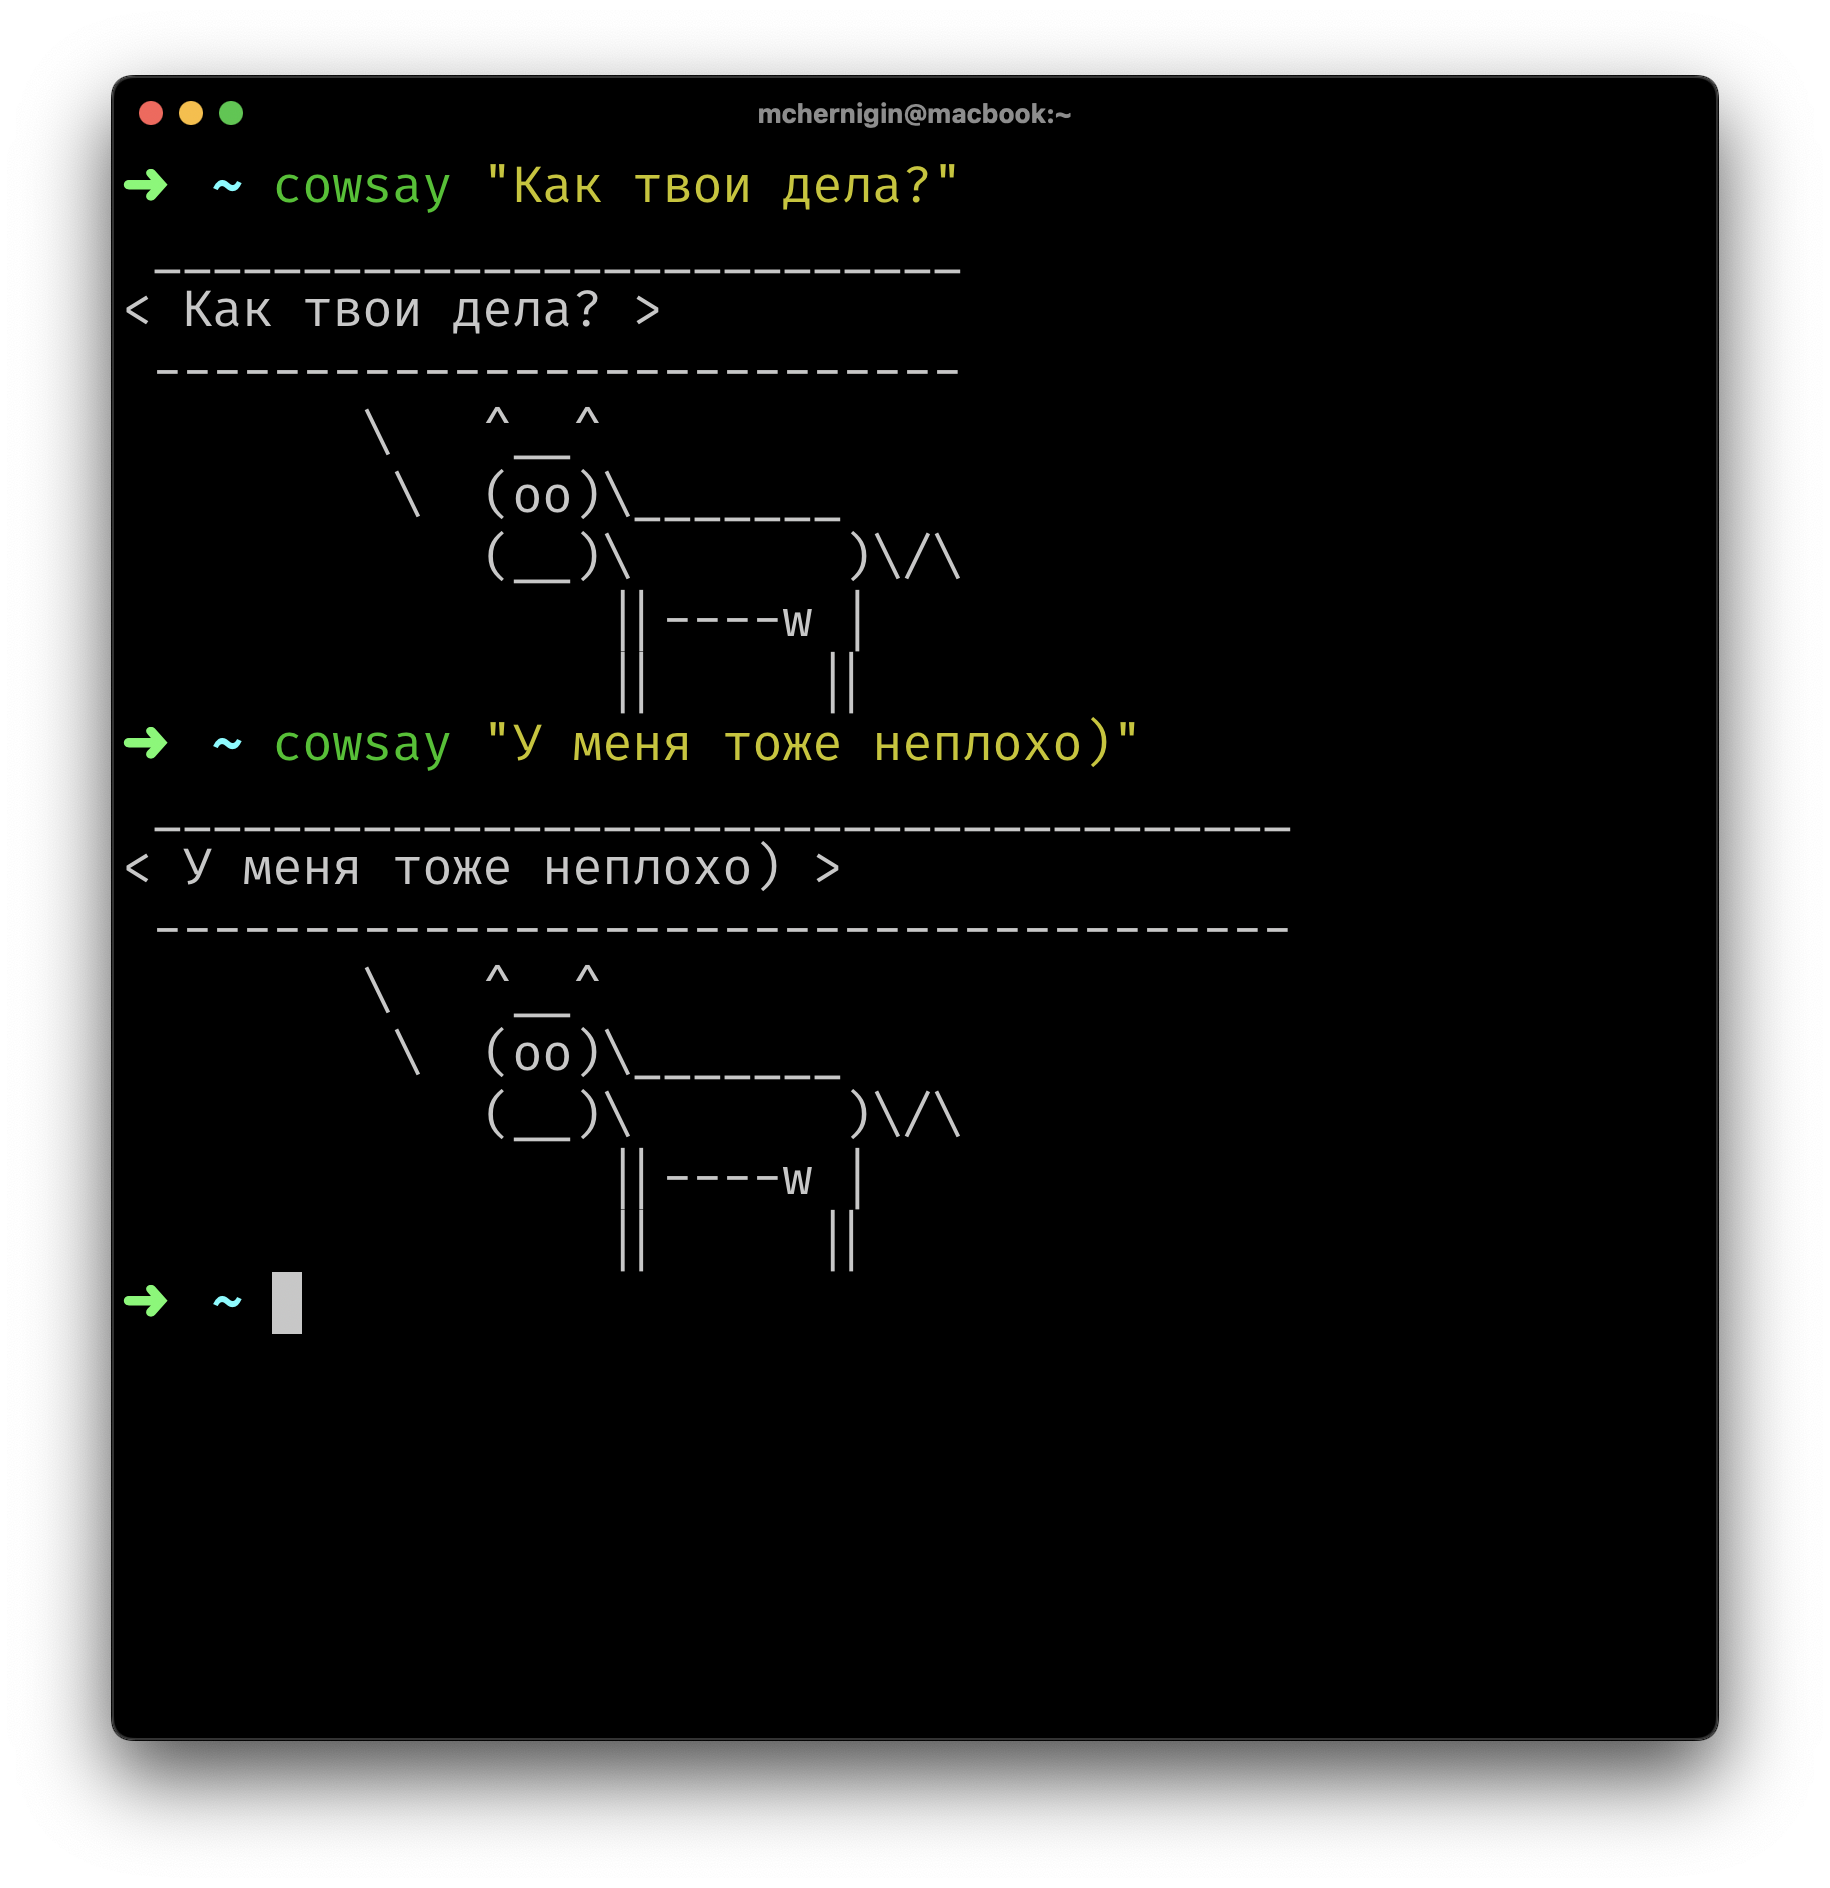 mchernigin@macbook:~
➜  ~ cowsay "Как твои дела?"
 ___________________________
< Как твои дела? >
 ---------------------------
        \   ^__^
         \  (oo)\_______
            (__)\       )\/\
                ||----w |
                ||     ||
➜  ~ cowsay "У меня тоже неплохо)"
 ______________________________________
< У меня тоже неплохо) >
 --------------------------------------
        \   ^__^
         \  (oo)\_______
            (__)\       )\/\
                ||----w |
                ||     ||
➜  ~